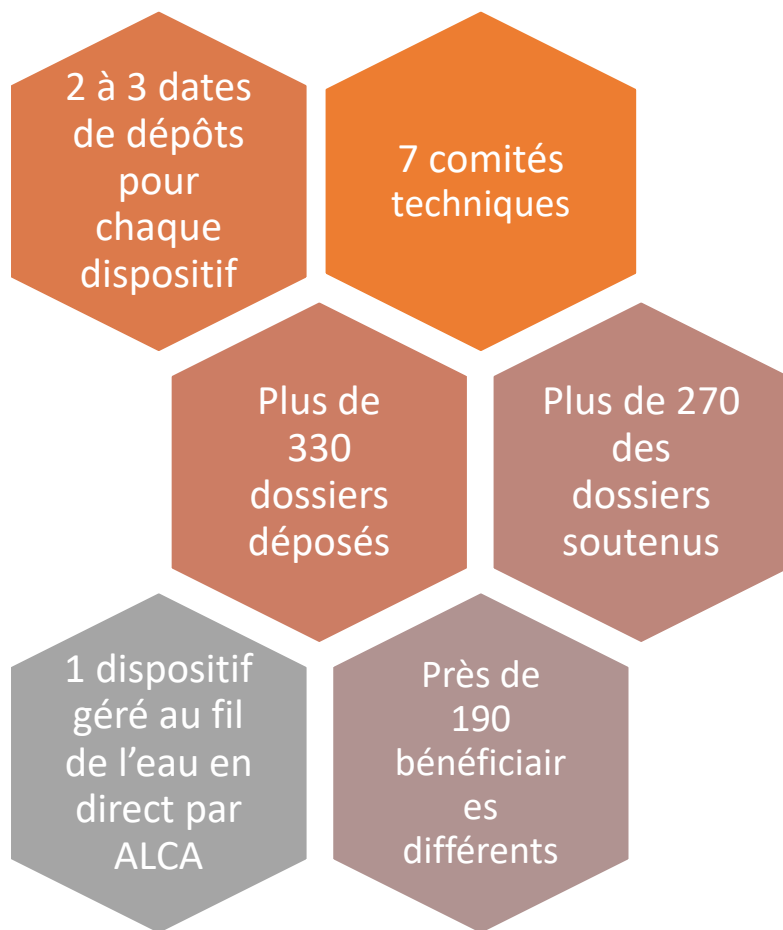 2 à 3 dates
de dépôts
pour
chaque
dispositif
7 comités
techniques
Plus de
330
dossiers
déposés
Plus de 270
des
dossiers
soutenus
1 dispositif
géré au fil
de l’eau en
direct par
ALCA
Près de
190
bénéficiair
es
différents